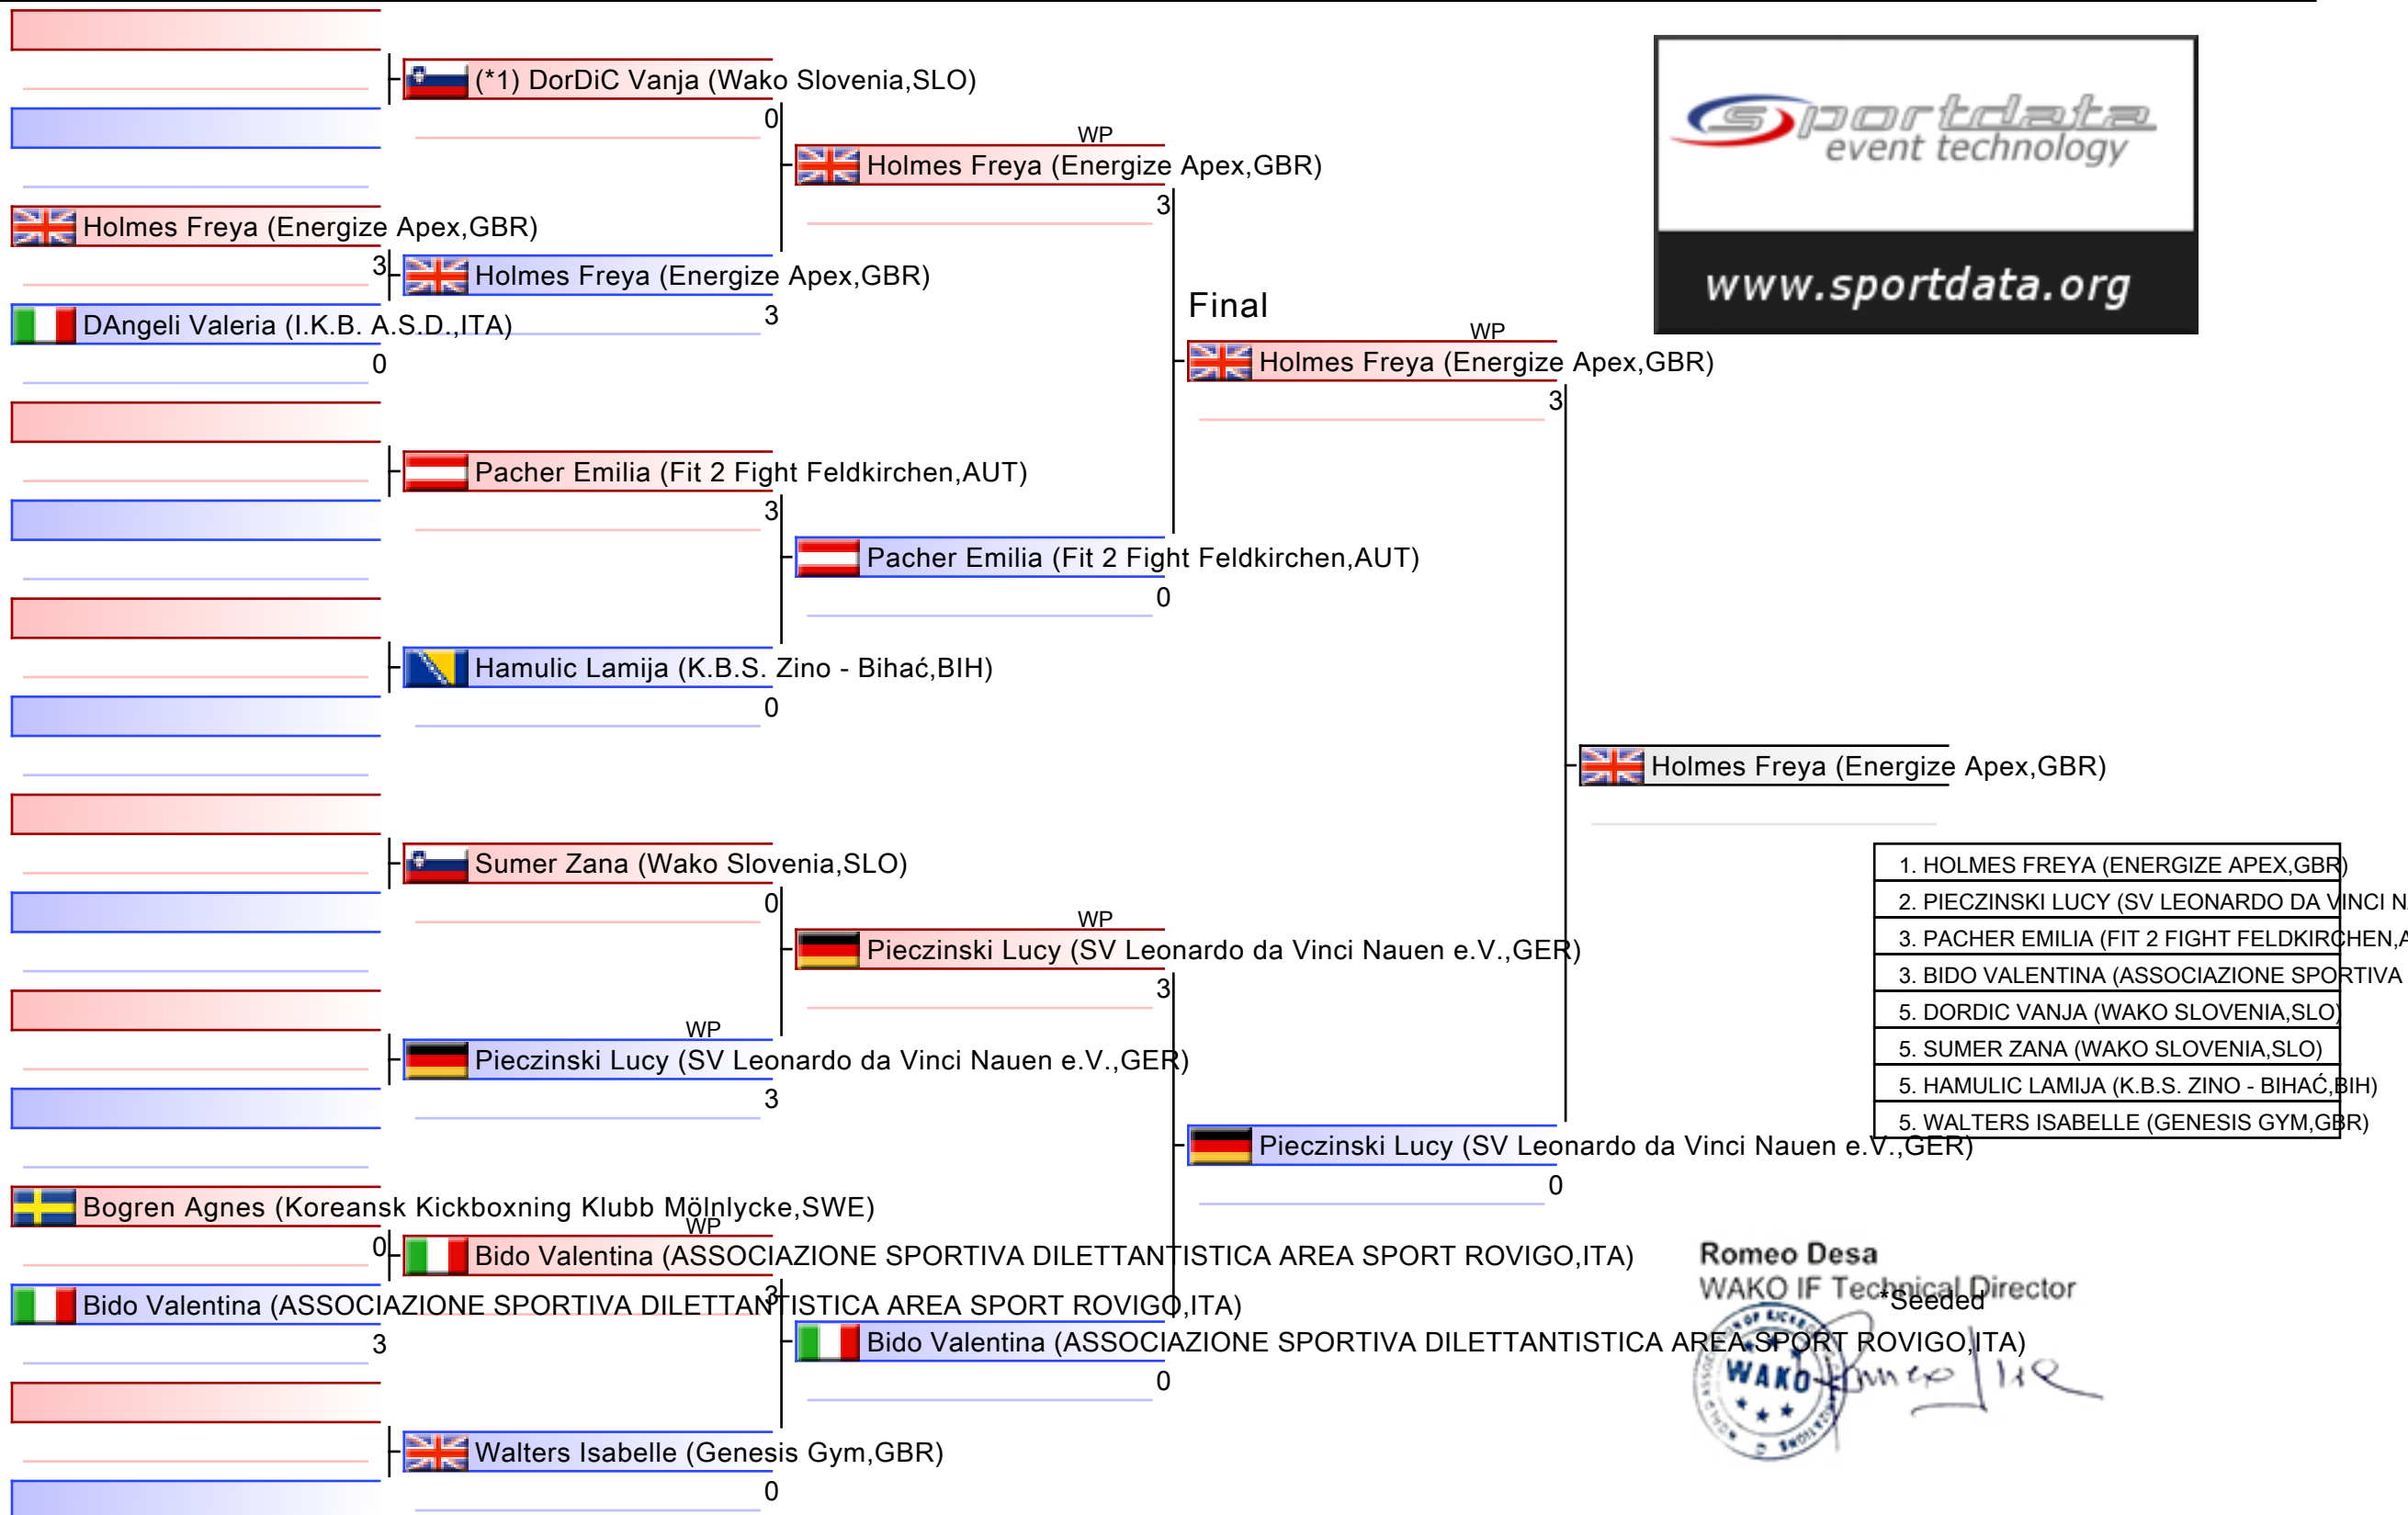 (*1) DorDiC Vanja (Wako Slovenia,SLO)
0
WP
Holmes Freya (Energize Apex,GBR)
3
Holmes Freya (Energize Apex,GBR)
3
Holmes Freya (Energize Apex,GBR)
3
DAngeli Valeria (I.K.B. A.S.D.,ITA)
0
Final
WP
Holmes Freya (Energize Apex,GBR)
3
Pacher Emilia (Fit 2 Fight Feldkirchen,AUT)
3
Pacher Emilia (Fit 2 Fight Feldkirchen,AUT)
0
Hamulic Lamija (K.B.S. Zino - Bihać,BIH)
0
Holmes Freya (Energize Apex,GBR)
Sumer Zana (Wako Slovenia,SLO)
0
WP
Pieczinski Lucy (SV Leonardo da Vinci Nauen e.V.,GER)
3
WP
Pieczinski Lucy (SV Leonardo da Vinci Nauen e.V.,GER)
3
Pieczinski Lucy (SV Leonardo da Vinci Nauen e.V.,GER)
0
Bogren Agnes (Koreansk Kickboxning Klubb Mölnlycke,SWE)
0
WP
Bido Valentina (ASSOCIAZIONE SPORTIVA DILETTANTISTICA AREA SPORT ROVIGO,ITA)
3
Bido Valentina (ASSOCIAZIONE SPORTIVA DILETTANTISTICA AREA SPORT ROVIGO,ITA)
3
Bido Valentina (ASSOCIAZIONE SPORTIVA DILETTANTISTICA AREA SPORT ROVIGO,ITA)
0
Walters Isabelle (Genesis Gym,GBR)
0
sportdata
event technology
www.sportdata.org
1. HOLMES FREYA (ENERGIZE APEX,GBR)
2. PIECZINSKI LUCY (SV LEONARDO DA VINCI N
3. PACHER EMILIA (FIT 2 FIGHT FELDKIRCHEN,A
3. BIDO VALENTINA (ASSOCIAZIONE SPORTIVA
5. DORDIC VANJA (WAKO SLOVENIA,SLO)
5. SUMER ZANA (WAKO SLOVENIA,SLO)
5. HAMULIC LAMIJA (K.B.S. ZINO - BIHAĆ,BIH)
5. WALTERS ISABELLE (GENESIS GYM,GBR)
Romeo Desa
WAKO IF Technical Director
*Seeded
WAKO